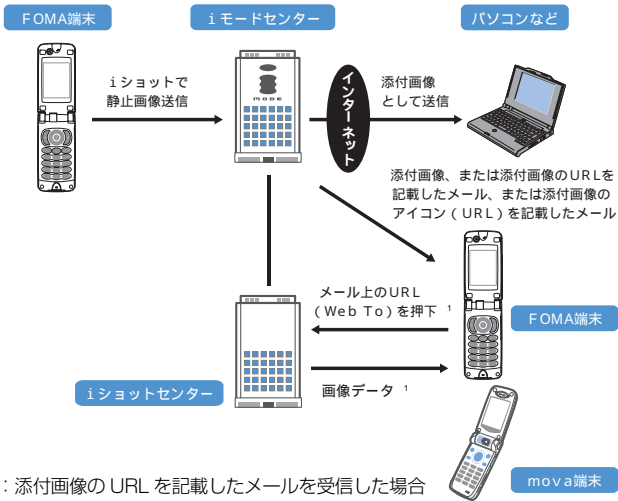 FOMA端末
iモードセンター
パソコンなど
iショットで
静止画像送信
MODE
インターネット
添付画像
として送信
添付画像、または添付画像のURLを
記載したメール、または添付画像の
アイコン(URL)を記載したメール
メール上のURL
(Web To)を押下 1
FOMA端末
iショットセンター
画像データ 1
:添付画像の URL を記載したメールを受信した場合
mova端末